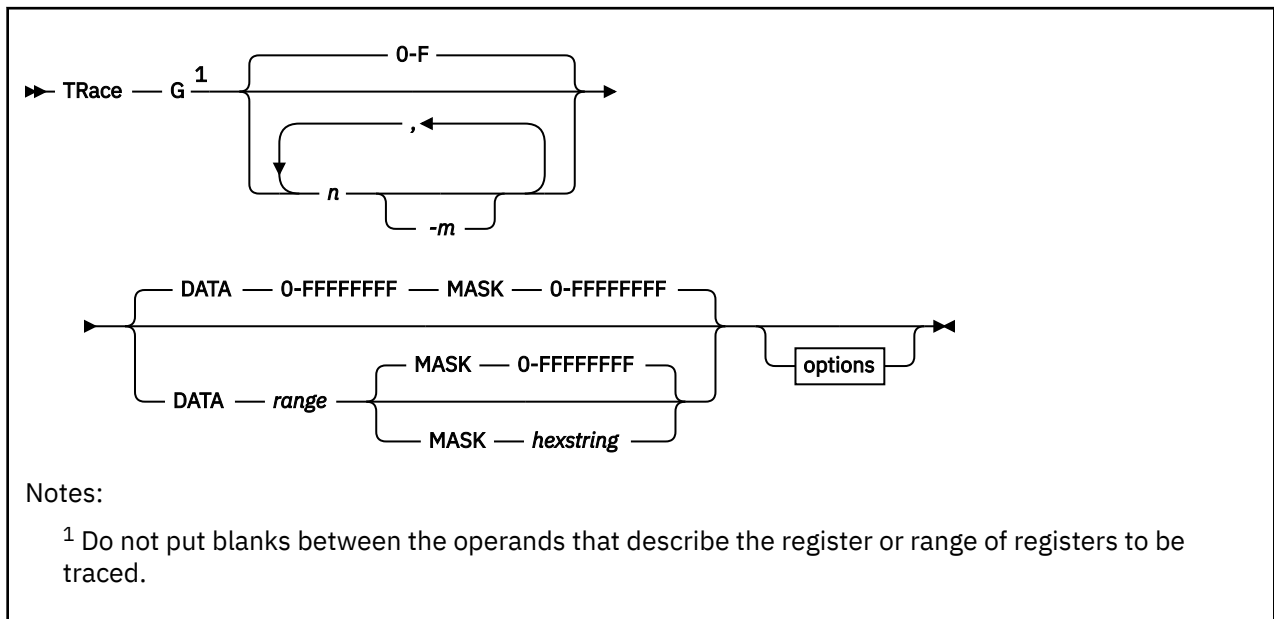 0-F
TRace G 1
,
n
-m
DATA 0-FFFFFFFF MASK 0-FFFFFFFF
MASK 0-FFFFFFFF
options
DATA range
MASK hexstring
Notes:
1 Do not put blanks between the operands that describe the register or range of registers to be
traced.